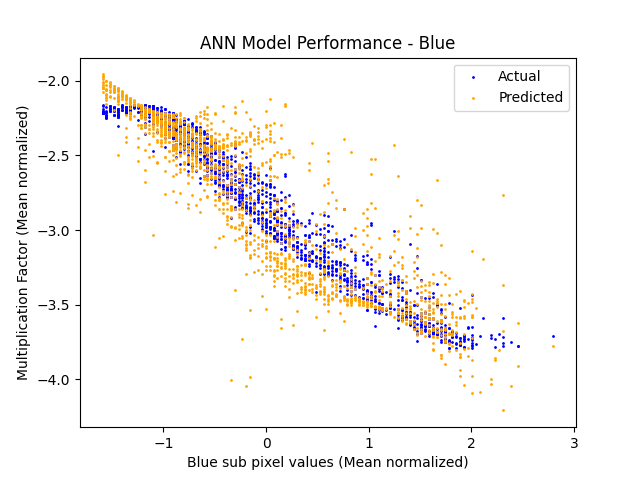 ANN Model Performance - Blue
Actual
Predicted
Multiplication Factor (Mean normalized)
−2.0
−2.5
−3.0
−3.5
−4.0
−1
0
1
2
3
Blue sub pixel values (Mean normalized)